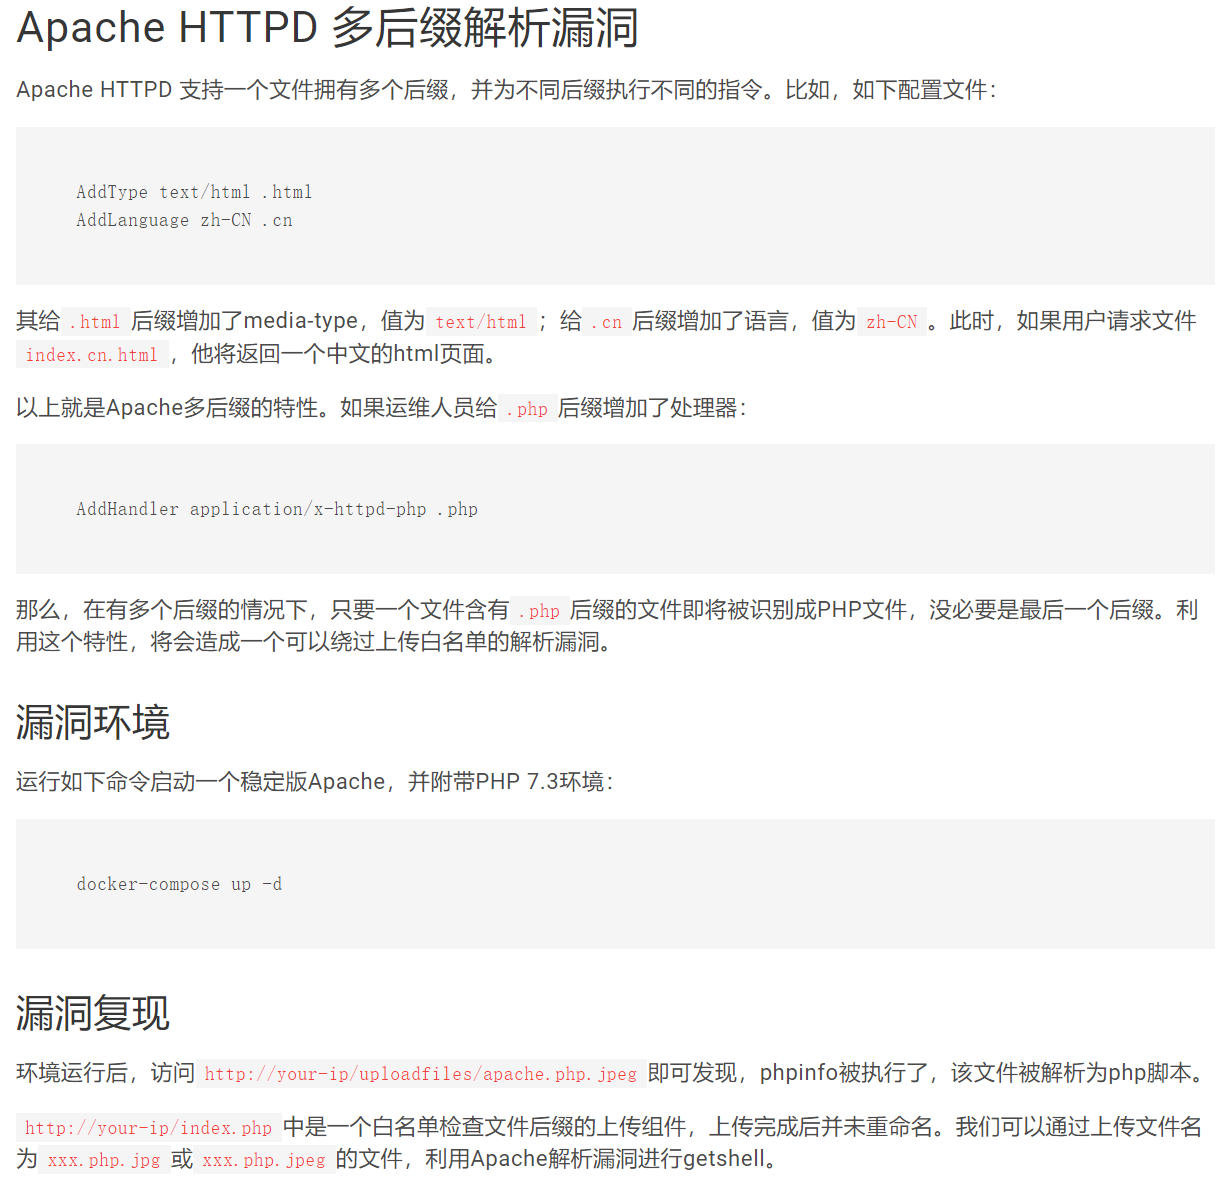 Apache HTTPD 多后缀解析漏洞
Apache HTTPD 支持一个文件拥有多个后缀，并为不同后缀执行不同的指令。比如，如下配置文件：
AddType text/html .html
AddLanguage zh-CN .cn
其给 .html 后缀增加了media-type，值为 text/html ；给 .cn 后缀增加了语言，值为 zh-CN 。此时，如果用户请求文件
index.cn.html ，他将返回一个中文的html页面。
以上就是Apache多后缀的特性。如果运维人员给 .php 后缀增加了处理器：
AddHandler application/x-httpd-php .php
那么，在有多个后缀的情况下，只要一个文件含有 .php 后缀的文件即将被识别成PHP文件，没必要是最后一个后缀。利
用这个特性，将会造成一个可以绕过上传白名单的解析漏洞。
漏洞环境
运行如下命令启动一个稳定版Apache，并附带PHP 7.3环境：
docker-compose up -d
漏洞复现
环境运行后，访问 http://your-ip/uploadfiles/apache.php.jpeg 即可发现，phpinfo被执行了，该文件被解析为php脚本。
http://your-ip/index.php 中是一个白名单检查文件后缀的上传组件，上传完成后并未重命名。我们可以通过上传文件名
为 xxx.php.jpg 或 xxx.php.jpeg 的文件，利用Apache解析漏洞进行getshell。